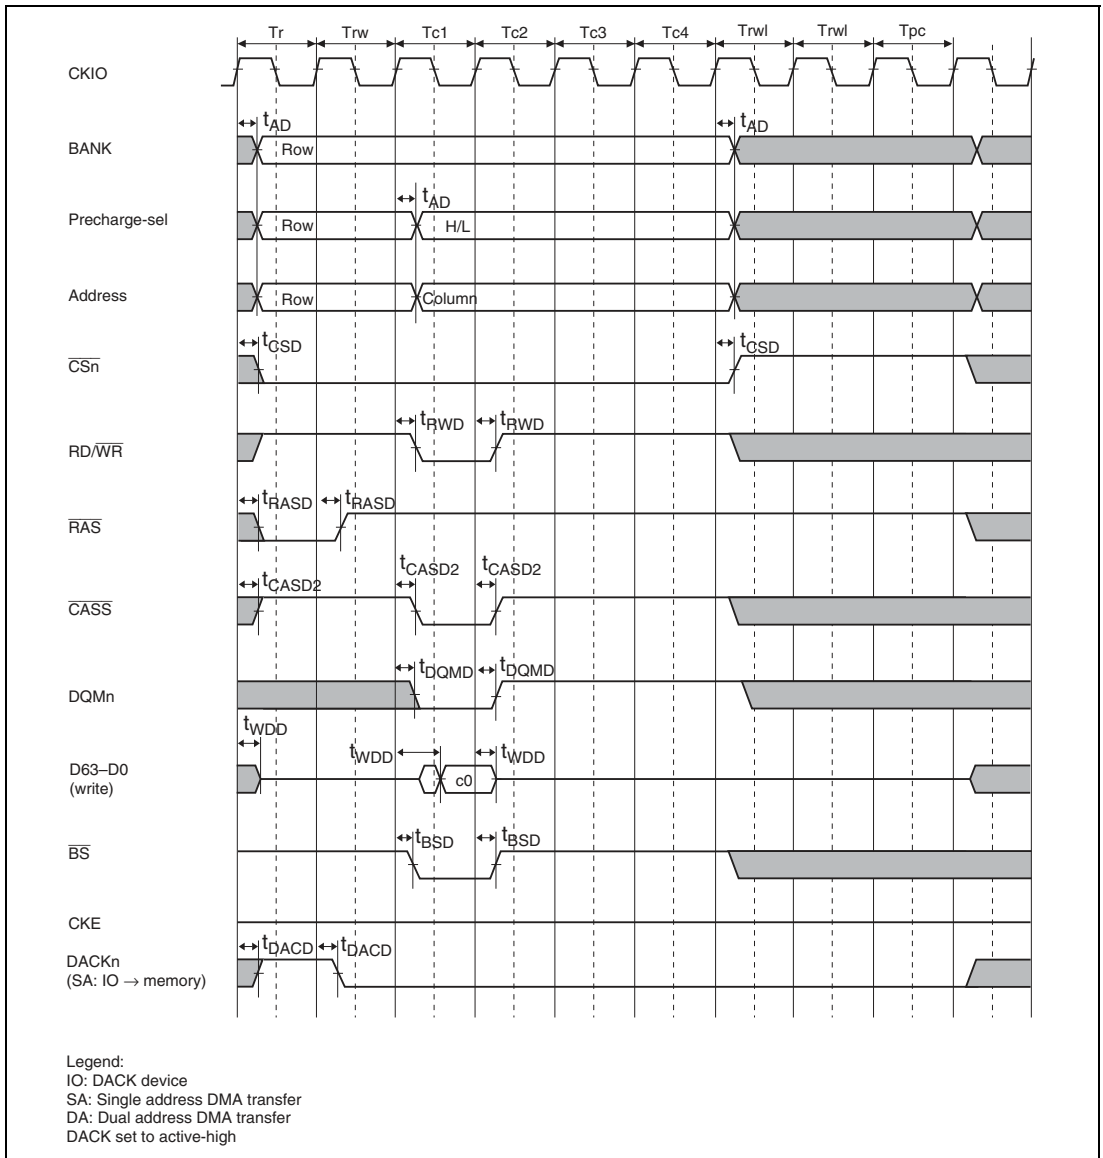 Tr Trw Tc1 Tc2 Tc3 Tc4 Trwl Trwl Tpc
CKIO
tAD tAD
BANK Row
tAD
Precharge-sel Row H/L
Address Row Column
tCSD tCSD
CSn
tRWD tRWD
RD/WR
tRASD tRASD
RAS
tCASD2 tCASD2 tCASD2
CASS
tDQMD tDQMD
DQMn
tWDD tWDD tWDD
D63–D0
(write) c0
tBSD tBSD
BS
CKE
tDACD tDACD
DACKn
(SA: IO → memory)
Legend:
IO: DACK device
SA: Single address DMA transfer
DA: Dual address DMA transfer
DACK set to active-high